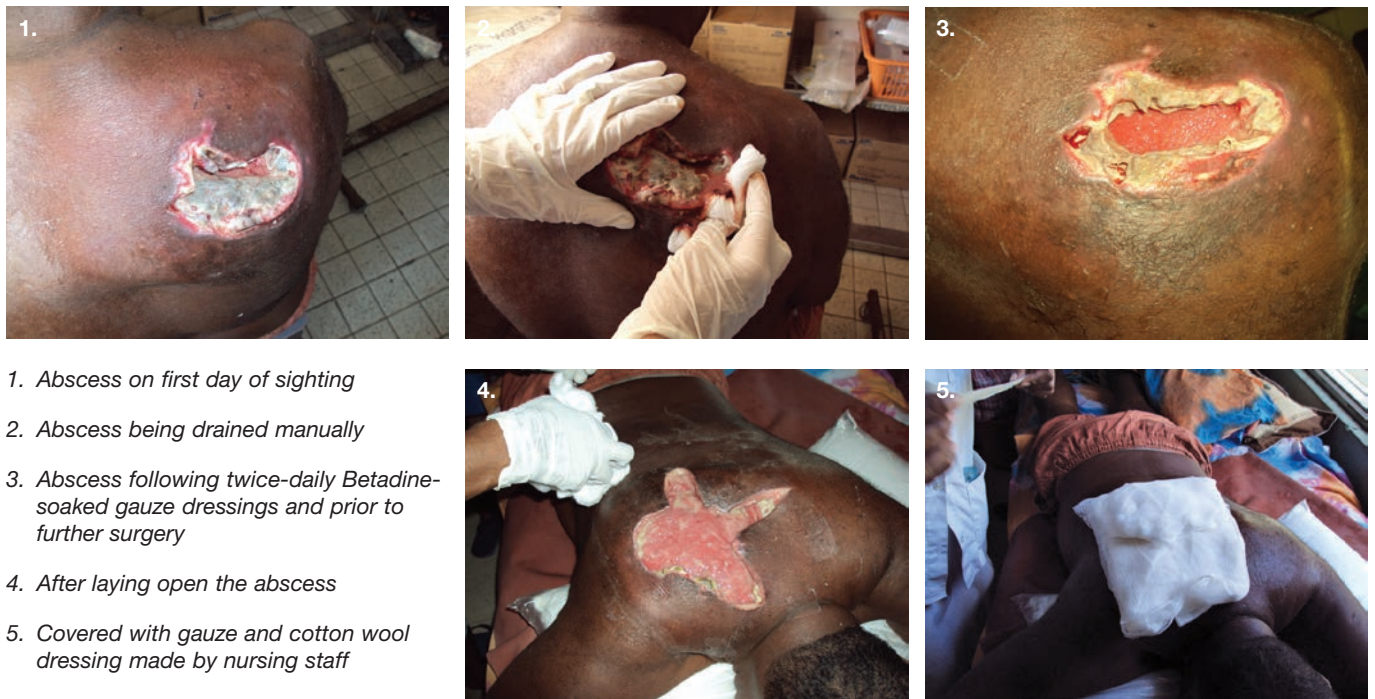 1.
2.
3.
1. Abscess on first day of sighting
2. Abscess being drained manually
3. Abscess following twice-daily Betadine-
soaked gauze dressings and prior to
further surgery
4. After laying open the abscess
5. Covered with gauze and cotton wool
dressing made by nursing staff
4.
5.